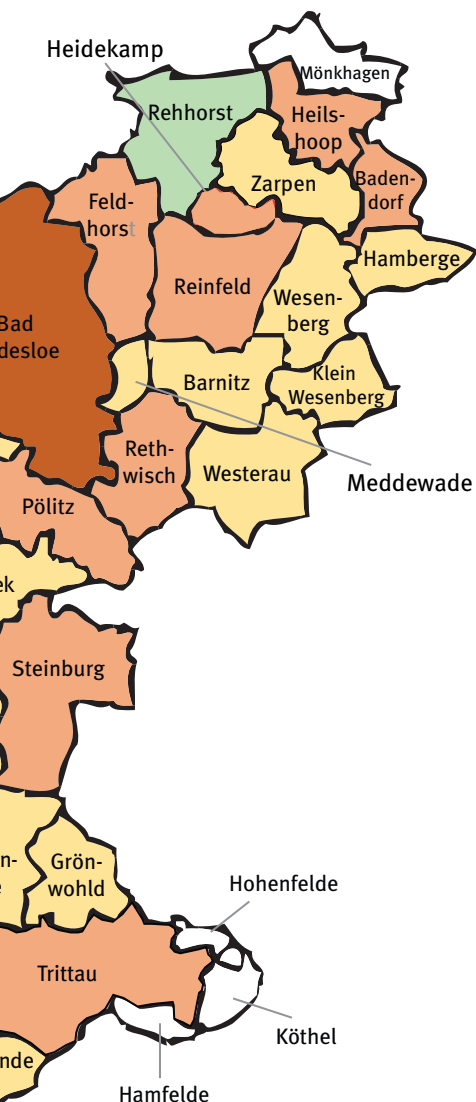 Heidekamp
Mönkhagen
Rehhorst
Heils-
hoop
Zarpen
Baden-
dorf
Feld-
horst
Hamberge
Reinfeld
Wesen-
berg
Bad
desloe
Barnitz
Klein
Wesenberg
Reth-
wisch
Westerau
Meddewade
Pölitz
ek
Steinburg
n-
e
Grön-
wohld
Hohenfelde
Trittau
Köthel
nde
Hamfelde